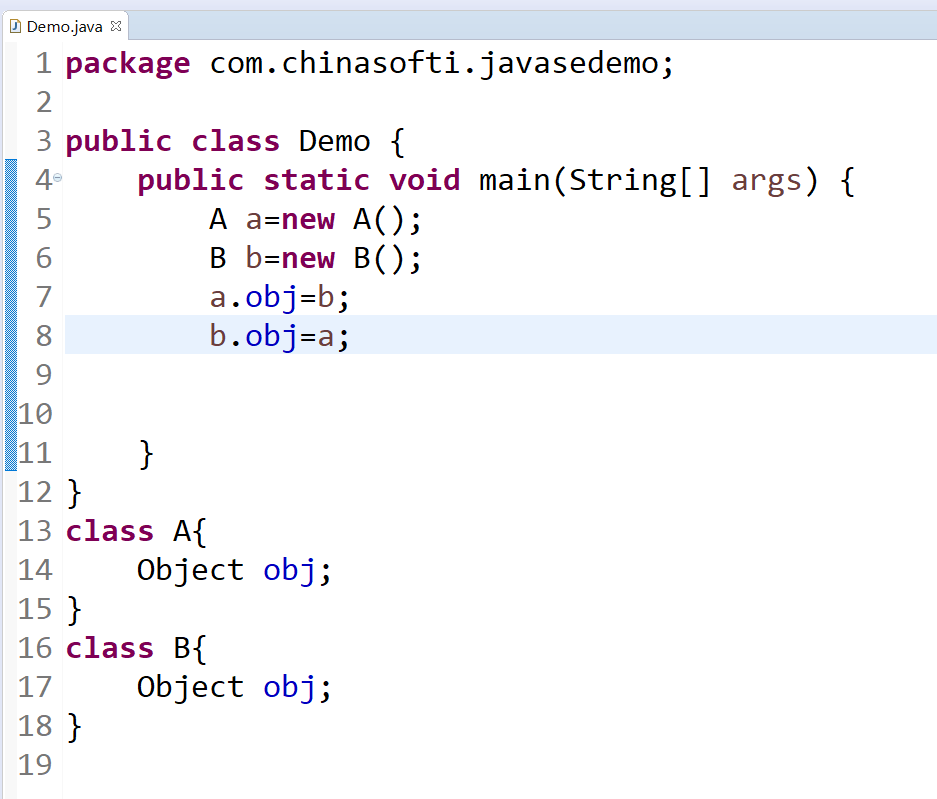 Demo.java
1 package com.chinasofti.javasedemo;
2
3 public class Demo {
4     public static void main(String[] args) {
5         A a=new A();
6         B b=new B();
7         a.obj=b;
8         b.obj=a;
9
10
11     }
12 }
13 class A{
14     Object obj;
15 }
16 class B{
17     Object obj;
18 }
19